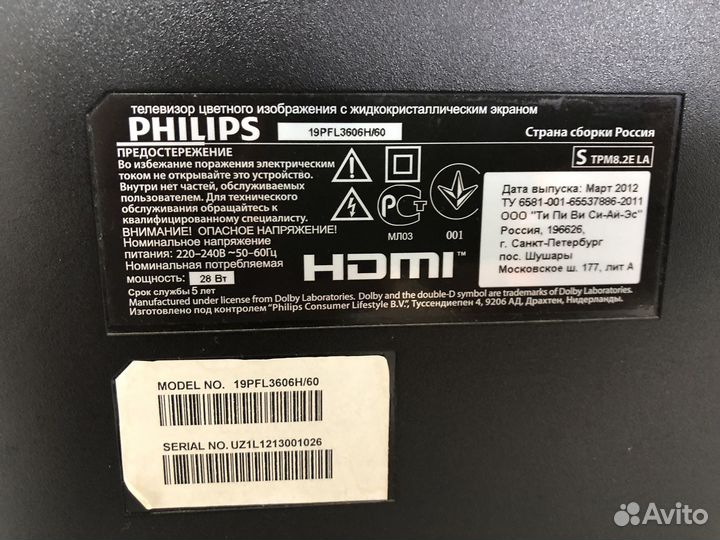 телевизор цветного изображения с жидкокристаллическим экраном
PHILIPS 19PFL3606H/60 Страна сборки Россия
ПРЕДОСТЕРЕЖЕНИЕ
Во избежание поражения электрическим
током не открывайте это устройство.
Внутри нет частей, обслуживаемых
пользователем. Для технического
обслуживания обращайтесь к
квалифицированному специалисту.
ВНИМАНИЕ! ОПАСНОЕ НАПРЯЖЕНИЕ!
Номинальное напряжение
питания: 220–240В ~50–60Гц
Номинальная потребляемая
мощность: 28 Вт
Срок службы 5 лет
РСТ
МЛ03 001
HDMI™
S TPM8.2E LA
Дата выпуска: Март 2012
ТУ 6581-001-65537886-2011
ООО "Ти Пи Ви Си-Ай-Эс"
Россия, 196626,
г. Санкт-Петербург
пос. Шушары
Московское ш. 177, лит А
Manufactured under license from Dolby Laboratories. Dolby and the double-D symbol are trademarks of Dolby Laboratories.
Изготовлено под контролем "Philips Consumer Lifestyle B.V.", Туссендиепен 4, 9206 АД, Драхтен, Нидерланды.
MODEL NO. 19PFL3606H/60
SERIAL NO. UZ1L1213001026
Avito